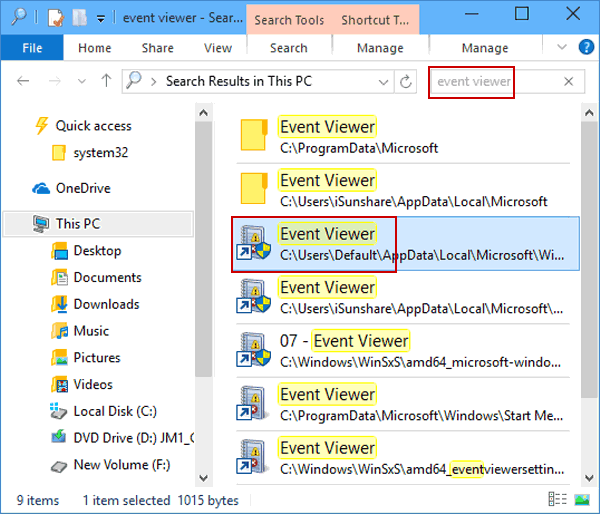 event viewer - Sear...
Search Tools
Shortcut T...
File
Home
Share
View
Search
Manage
Manage
Search Results in This PC
event viewer
Quick access
system32
OneDrive
This PC
Desktop
Documents
Downloads
Music
Pictures
Videos
Local Disk (C:)
DVD Drive (D:) JM1_C
New Volume (F:)
Event Viewer
C:\ProgramData\Microsoft
Event Viewer
C:\Users\iSunshare\AppData\Local\Microsoft
Event Viewer
C:\Users\Default\AppData\Local\Microsoft\Wi...
Event Viewer
C:\Users\iSunshare\AppData\Local\Microsoft\...
07 - Event Viewer
C:\Windows\WinSxS\amd64_microsoft-windo...
Event Viewer
C:\ProgramData\Microsoft\Windows\Start Me...
Event Viewer
C:\Windows\WinSxS\amd64_eventviewersettin...
9 items
1 item selected 1015 bytes